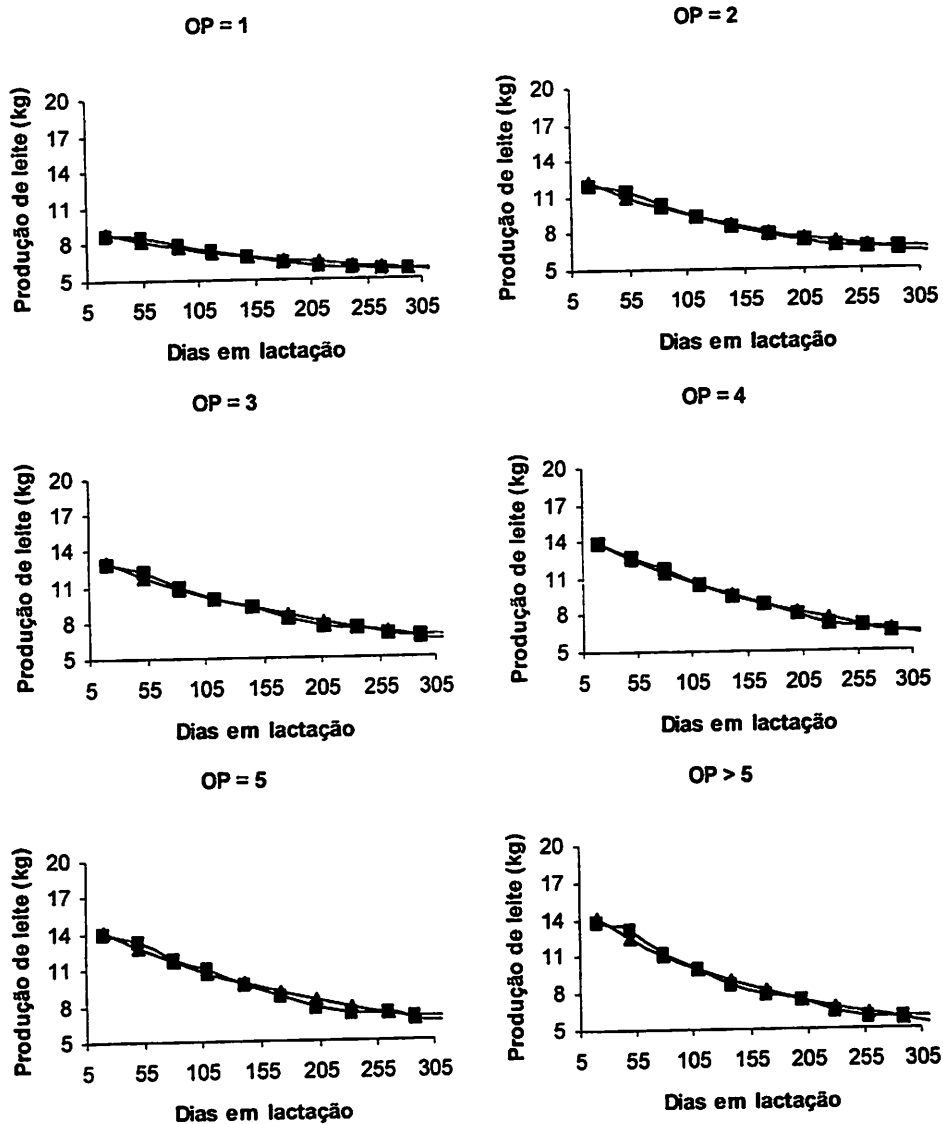 OP = 1
Produção de leite (kg)
20
17
14
11
8
5
5 55 105 155 205 255 305
Dias em lactação
OP = 2
Produção de leite (kg)
20
17
14
11
8
5
5 55 105 155 205 255 305
Dias em lactação
OP = 3
Produção de leite (kg)
20
17
14
11
8
5
5 55 105 155 205 255 305
Dias em lactação
OP = 4
Produção de leite (kg)
20
17
14
11
8
5
5 55 105 155 205 255 305
Dias em lactação
OP = 5
Produção de leite (kg)
20
17
14
11
8
5
5 55 105 155 205 255 305
Dias em lactação
OP > 5
Produção de leite (kg)
20
17
14
11
8
5
5 55 105 155 205 255 305
Dias em lactação